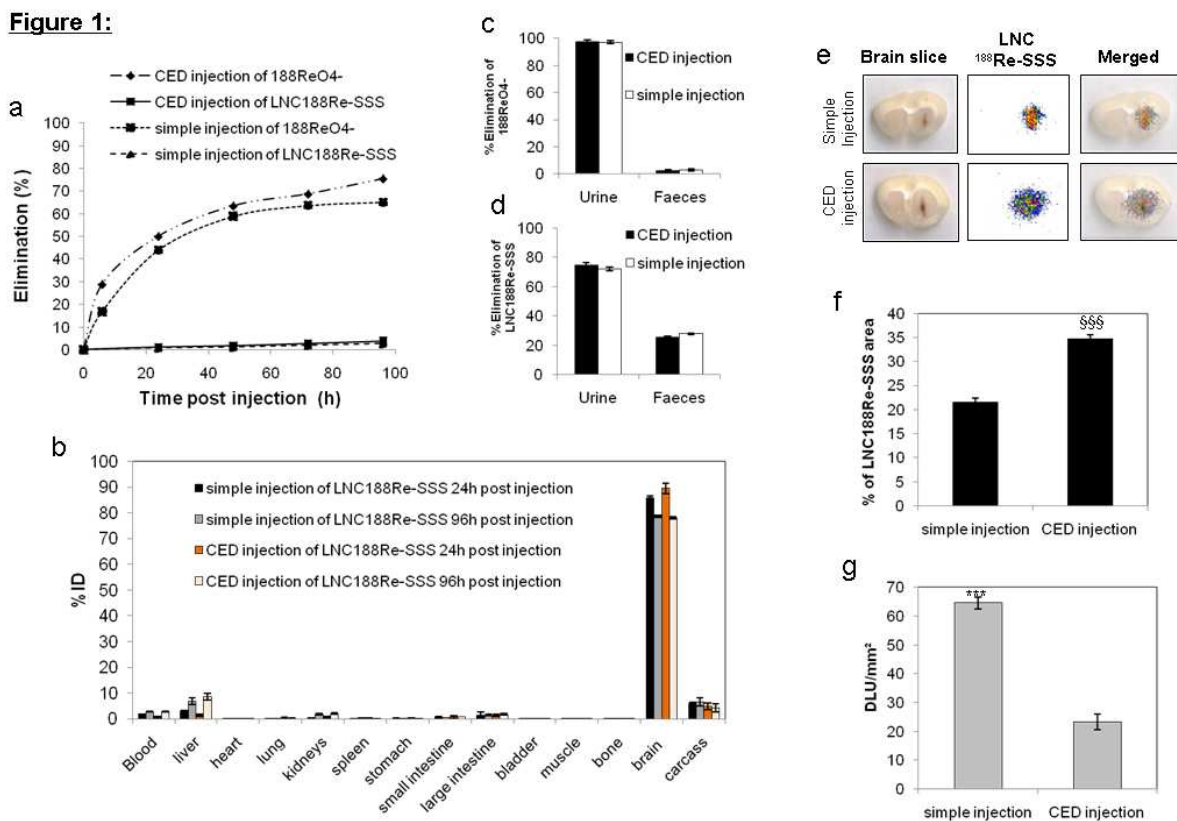 Figure 1:
a
CED injection of 188ReO4-
CED injection of LNC188Re-SSS
simple injection of 188ReO4-
simple injection of LNC188Re-SSS
Elimination (%)
80
70
60
50
40
30
20
10
0
0 20 40 60 80 100
Time post injection (h)
c
% Elimination of
188ReO4-
100
80
60
40
20
0
CED injection
simple injection
Urine Faeces
d
% Elimination of
LNC188Re-SSS
100
80
60
40
20
0
CED injection
simple injection
Urine Faeces
e
Brain slice
LNC
188Re-SSS
Merged
Simple
Injection
CED
injection
b
% ID
100
90
80
70
60
50
40
30
20
10
0
simple injection of LNC188Re-SSS 24h post injection
simple injection of LNC188Re-SSS 96h post injection
CED injection of LNC188Re-SSS 24h post injection
CED injection of LNC188Re-SSS 96h post injection
Blood
liver
heart
lung
kidneys
spleen
stomach
small intestine
large intestine
bladder
muscle
bone
brain
carcass
f
% of LNC188Re-SSS area
40
35
30
25
20
15
10
5
0
§§§
simple injection CED injection
g
DLU/mm²
70
60
50
40
30
20
10
0
***
simple injection CED injection